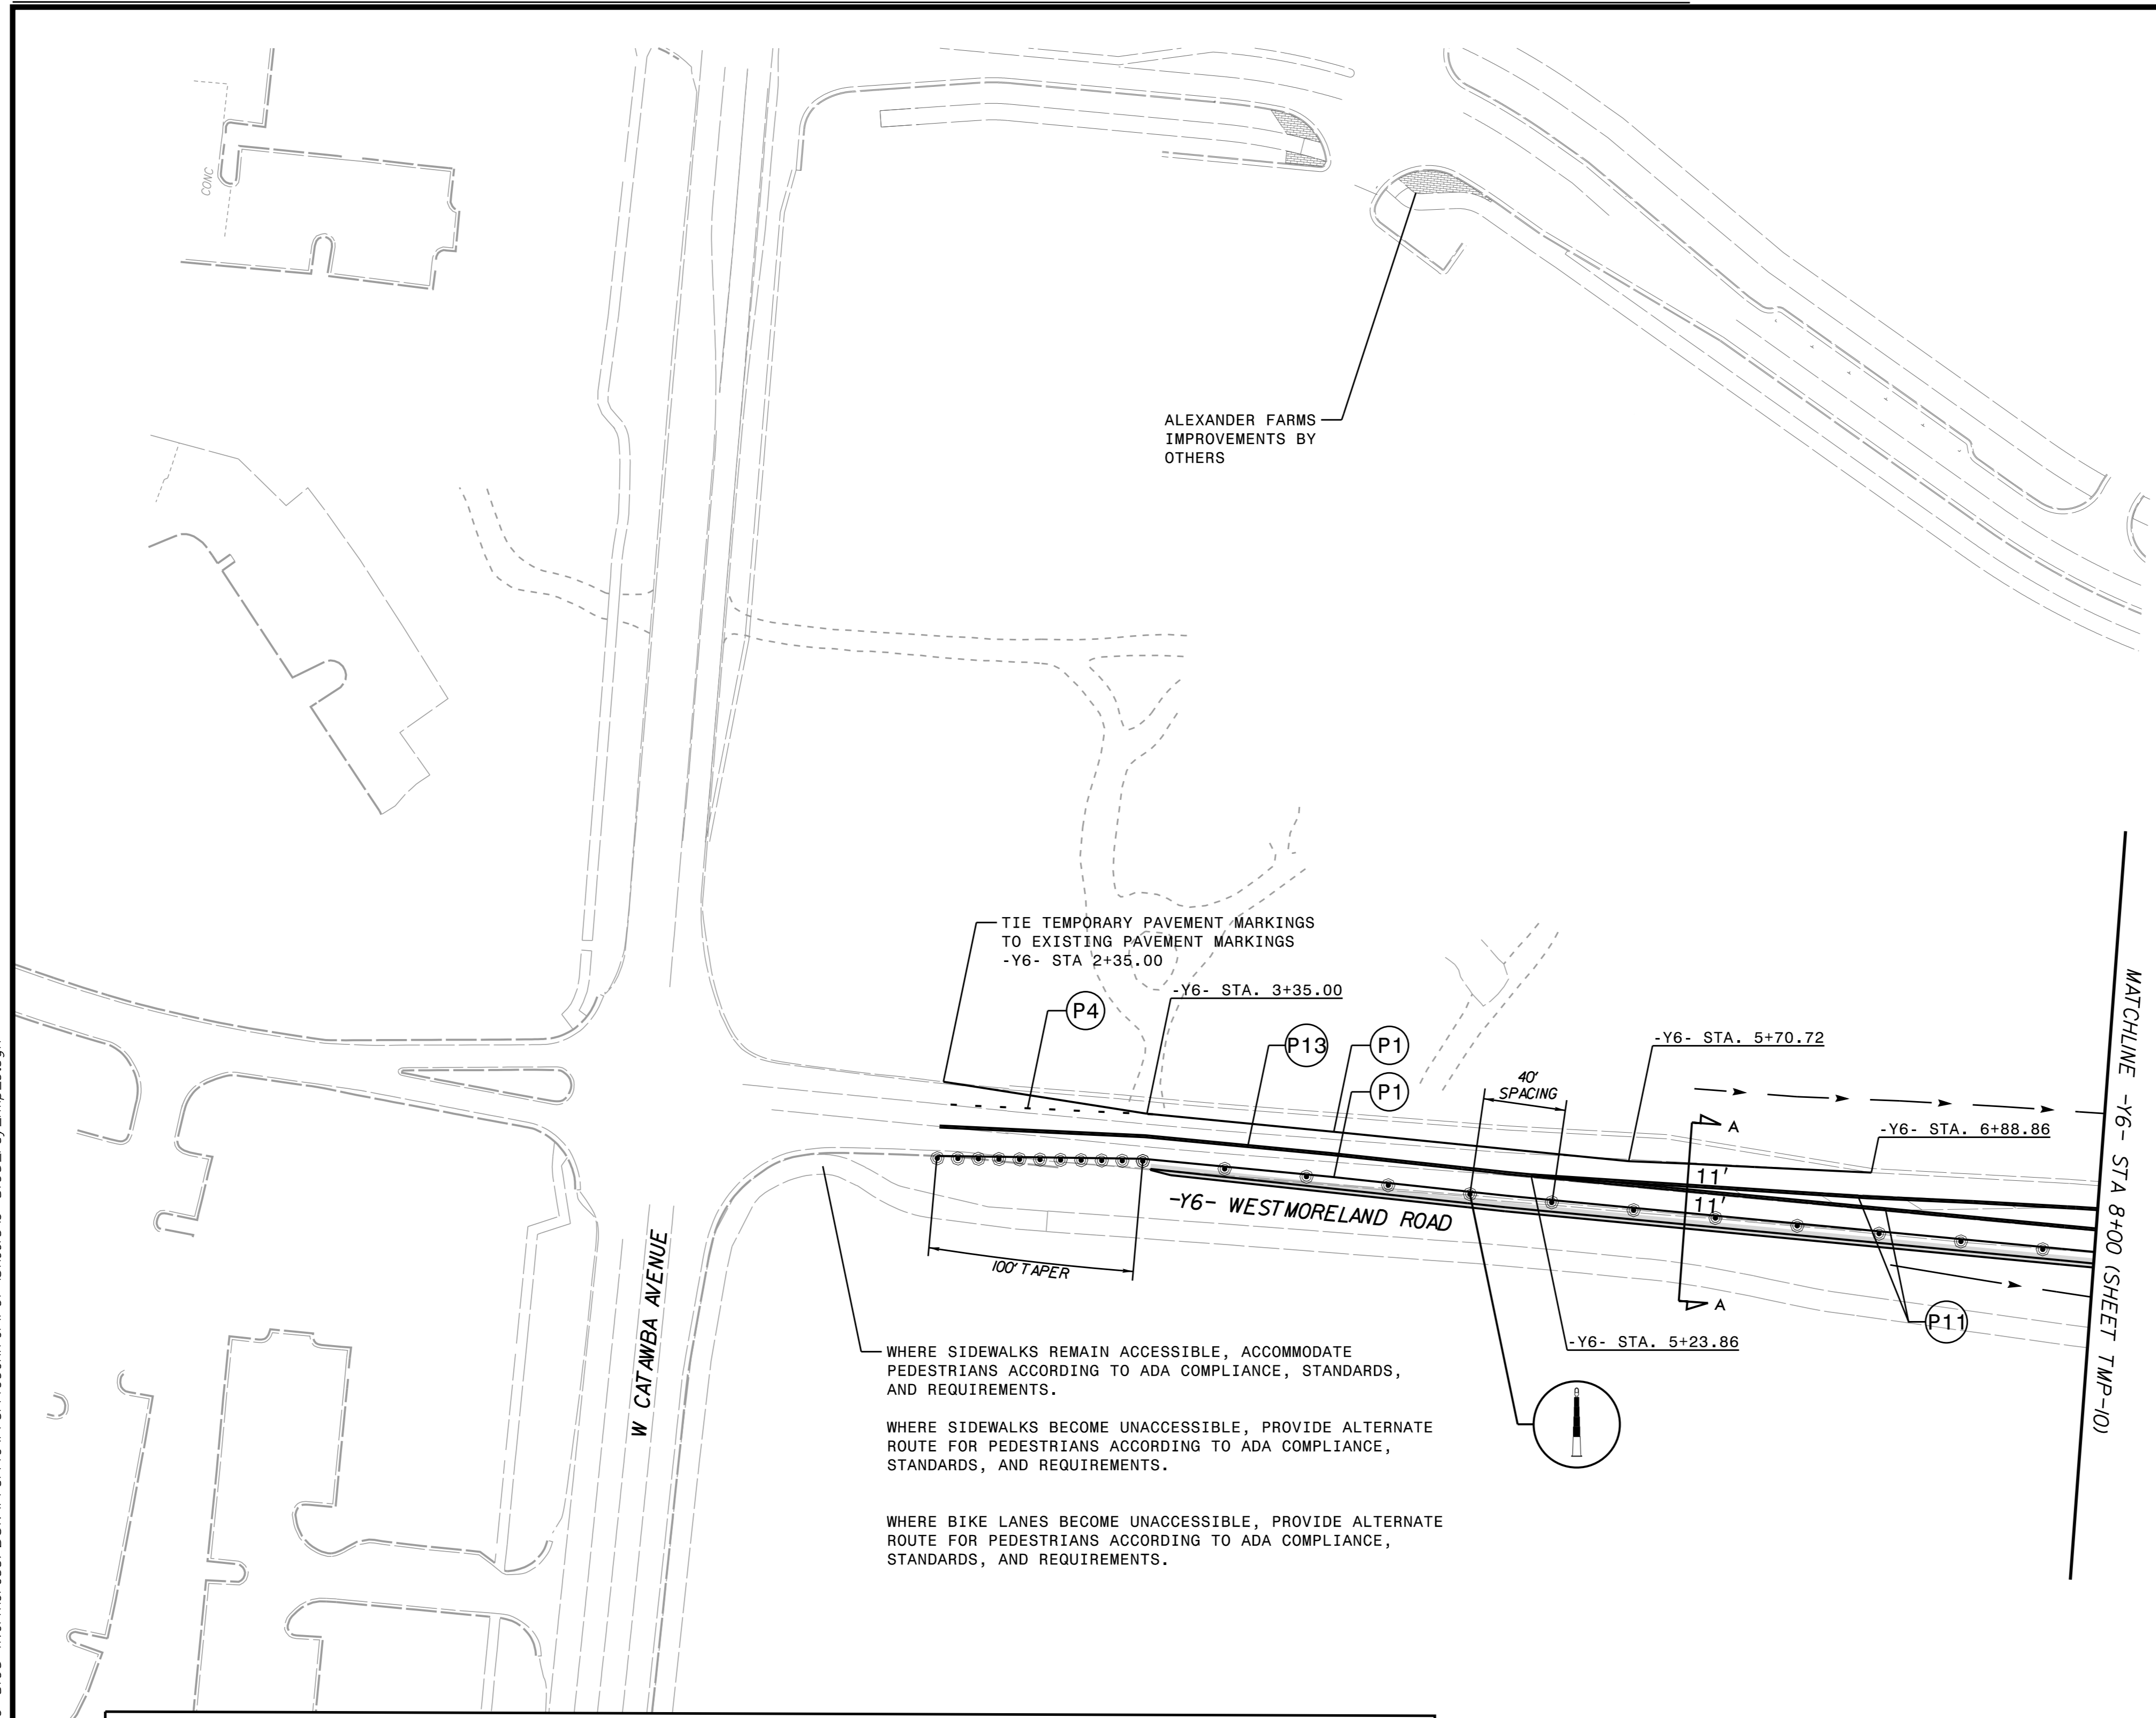 CONC
ALEXANDER FARMS
IMPROVEMENTS BY
OTHERS
TIE TEMPORARY PAVEMENT MARKINGS
TO EXISTING PAVEMENT MARKINGS
-Y6- STA 2+35.00
-Y6- STA. 3+35.00
P4
P13
P1
P1
40'
SPACING
-Y6- STA. 5+70.72
A
-Y6- STA. 6+88.86
11'
11'
-Y6- WESTMORELAND ROAD
100' TAPER
A
P11
-Y6- STA. 5+23.86
MATCHLINE -Y6- STA 8+00 (SHEET TMP-10)
W CATAWBA AVENUE
WHERE SIDEWALKS REMAIN ACCESSIBLE, ACCOMMODATE
PEDESTRIANS ACCORDING TO ADA COMPLIANCE, STANDARDS,
AND REQUIREMENTS.
WHERE SIDEWALKS BECOME UNACCESSIBLE, PROVIDE ALTERNATE
ROUTE FOR PEDESTRIANS ACCORDING TO ADA COMPLIANCE,
STANDARDS, AND REQUIREMENTS.
WHERE BIKE LANES BECOME UNACCESSIBLE, PROVIDE ALTERNATE
ROUTE FOR PEDESTRIANS ACCORDING TO ADA COMPLIANCE,
STANDARDS, AND REQUIREMENTS.